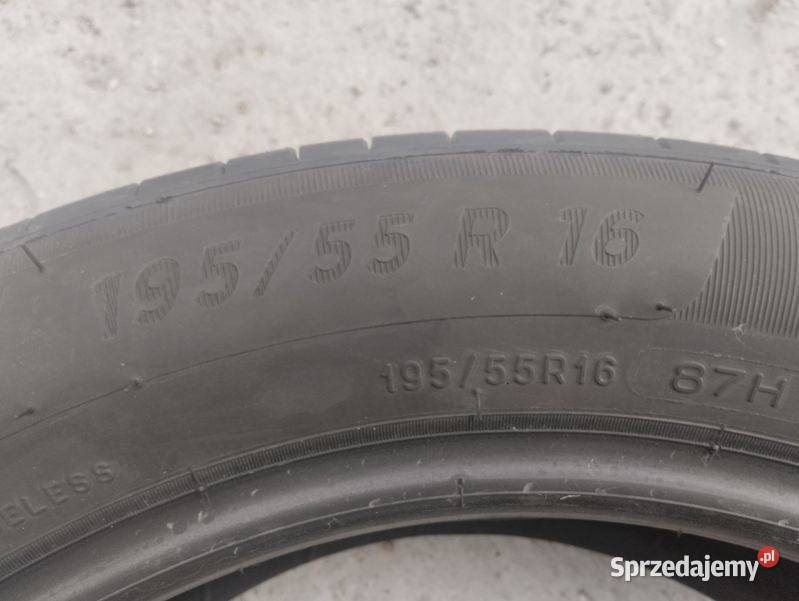 195/55 R 16
195/55R16 87H
ELESS
Sprzedajemy.pl